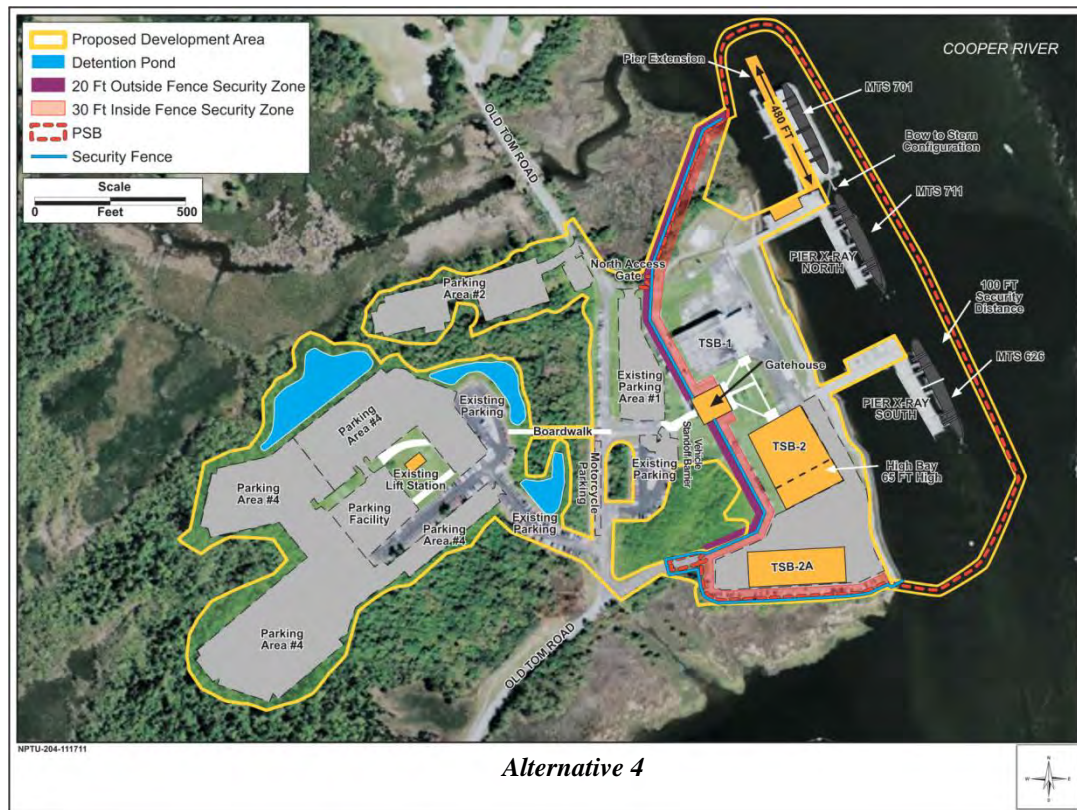 Proposed Development Area
Detention Pond
20 Ft Outside Fence Security Zone
30 Ft Inside Fence Security Zone
PSB
Security Fence
Scale
0
Feet
500
COOPER RIVER
Pier Extension
MTS 701
480 FT
Bow to Stern
Configuration
MTS 711
OLD TOM ROAD
North Access
Gate
PIER X-RAY
NORTH
100 FT
Security
Distance
Parking
Area #2
TSB-1
MTS 626
Gatehouse
Existing
Parking
Area #1
PIER X-RAY
SOUTH
Existing
Parking
Parking
Area #4
Boardwalk
Motorcycle
Parking
Vehicle
Standoff Barrier
TSB-2
Existing
Parking
High Bay
65 FT High
Existing
Lift Station
Parking
Area #4
Parking
Facility
Parking
Area #4
Existing
Parking
TSB-2A
Parking
Area #4
OLD TOM ROAD
NPTU-204-111711
Alternative 4
N
W
E
S